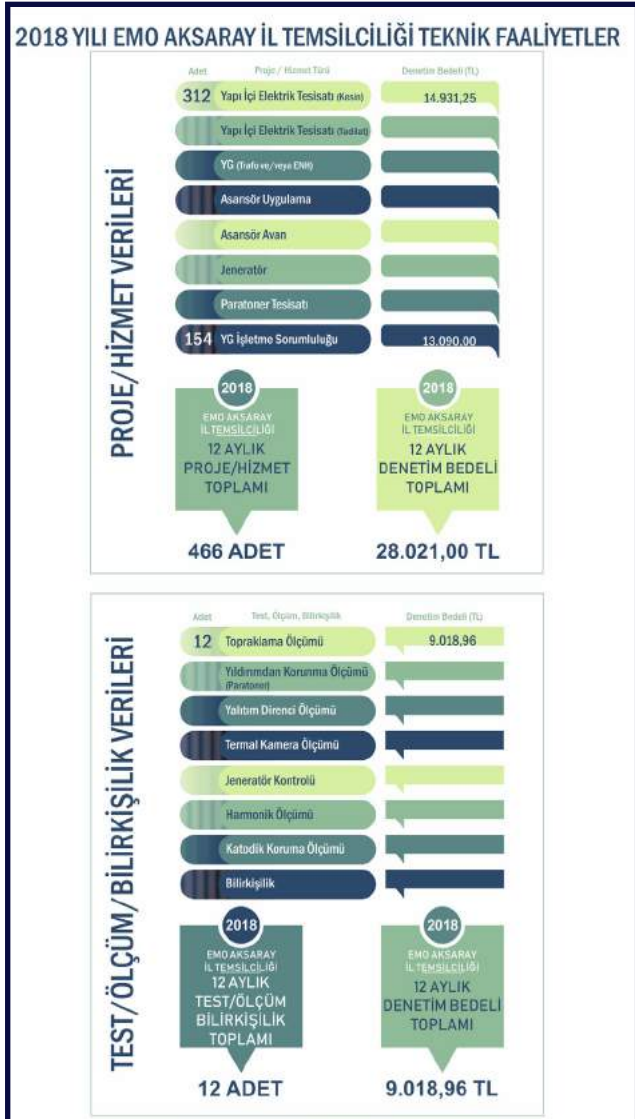 2018 YILI EMO AKSARAY İL TEMSİLCİLİĞİ TEKNİK FAALİYETLER
PROJE/HİZMET VERİLERİ
Adet Proje / Hizmet Türü Denetim Bedeli (TL)
312 Yapı İçi Elektrik Tesisatı (Kesin) 14.931,25
Yapı İçi Elektrik Tesisatı (Tadilat)
YG (Trafo ve/veya ENH)
Asansör Uygulama
Asansör Avan
Jeneratör
Paratoner Tesisatı
154 YG İşletme Sorumluluğu 13.090,00
2018
EMO AKSARAY
İL TEMSİLCİLİĞİ
12 AYLIK
PROJE/HİZMET
TOPLAMI
466 ADET
2018
EMO AKSARAY
İL TEMSİLCİLİĞİ
12 AYLIK
DENETİM BEDELİ
TOPLAMI
28.021,00 TL
TEST/ÖLÇÜM/BİLİRKİŞİLİK VERİLERİ
Adet Test, Ölçüm, Bilirkişilik Denetim Bedeli (TL)
12 Topraklama Ölçümü 9.018,96
Yıldırımdan Korunma Ölçümü
(Paratoner)
Yalıtım Direnci Ölçümü
Termal Kamera Ölçümü
Jeneratör Kontrolü
Harmonik Ölçümü
Katodik Koruma Ölçümü
Bilirkişilik
2018
EMO AKSARAY
İL TEMSİLCİLİĞİ
12 AYLIK
TEST/ÖLÇÜM
BİLİRKİŞİLİK
TOPLAMI
12 ADET
2018
EMO AKSARAY
İL TEMSİLCİLİĞİ
12 AYLIK
DENETİM BEDELİ
TOPLAMI
9.018,96 TL